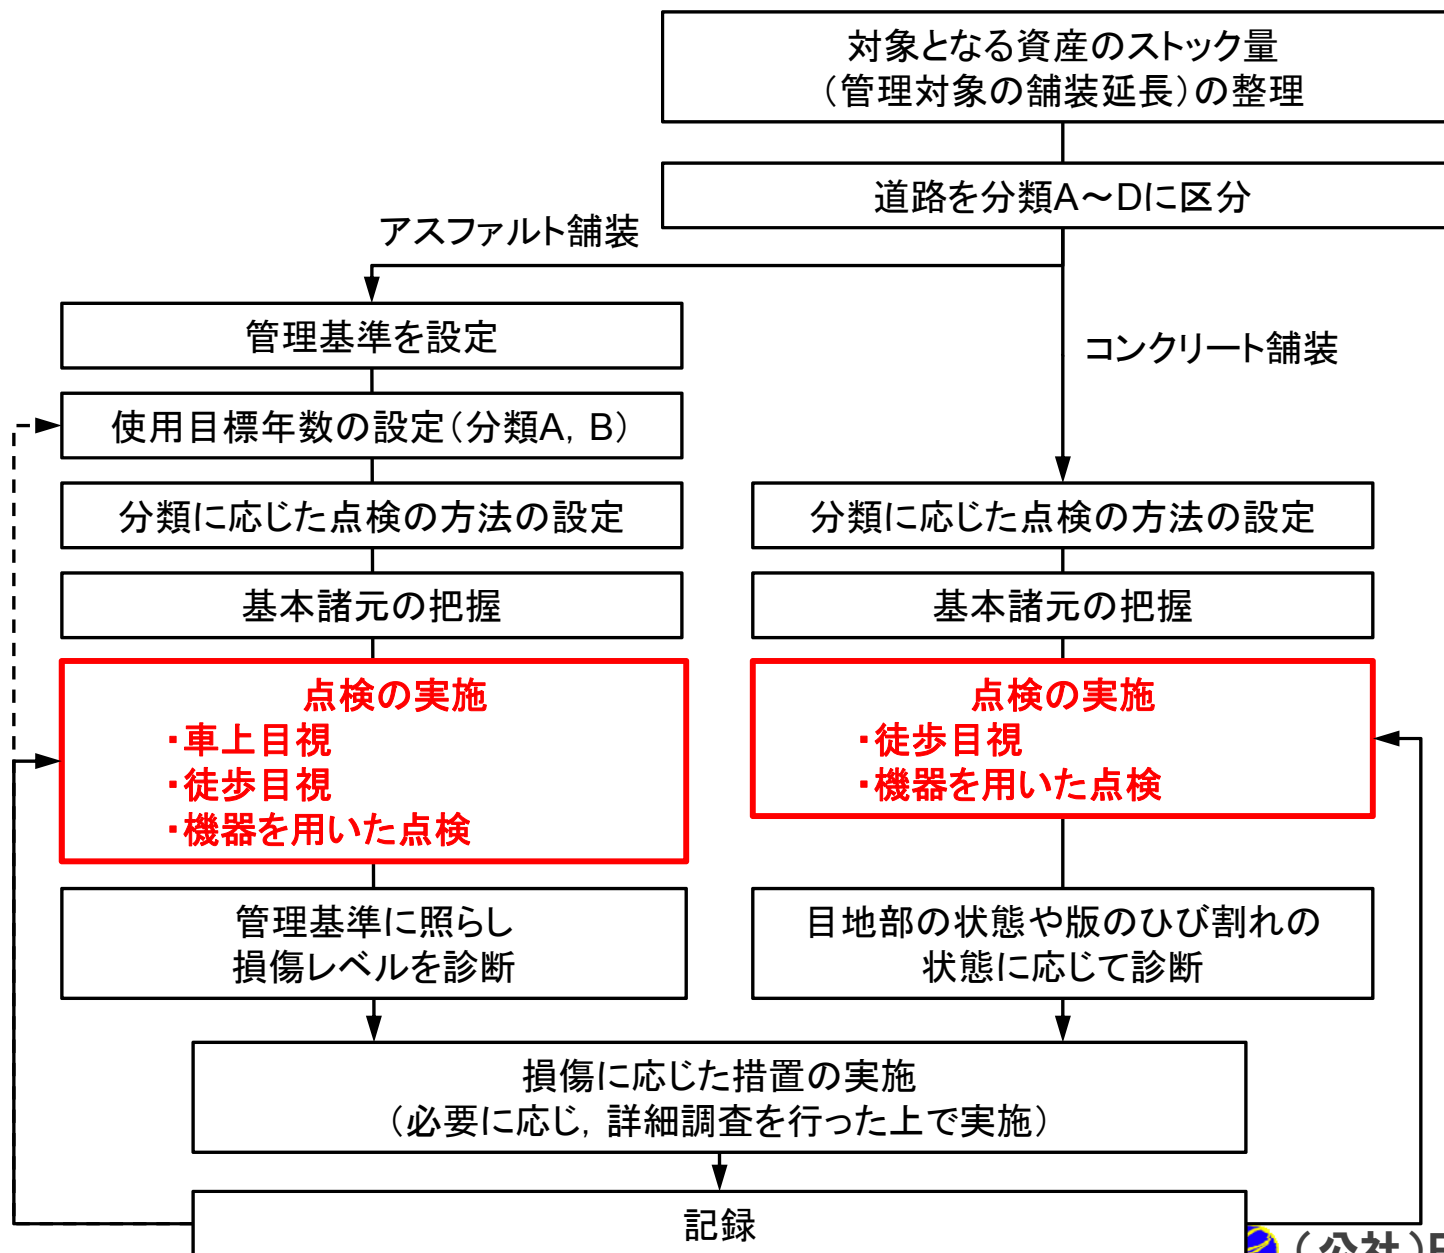 対象となる資産のストック量
（管理対象の舗装延長）の整理
道路を分類A～Dに区分
アスファルト舗装
コンクリート舗装
管理基準を設定
使用目標年数の設定（分類A，B）
分類に応じた点検の方法の設定
基本諸元の把握
点検の実施
・車上目視
・徒歩目視
・機器を用いた点検
管理基準に照らし
損傷レベルを診断
分類に応じた点検の方法の設定
基本諸元の把握
点検の実施
・徒歩目視
・機器を用いた点検
目地部の状態や版のひび割れの
状態に応じて診断
損傷に応じた措置の実施
（必要に応じ，詳細調査を行った上で実施）
記録
（公社）